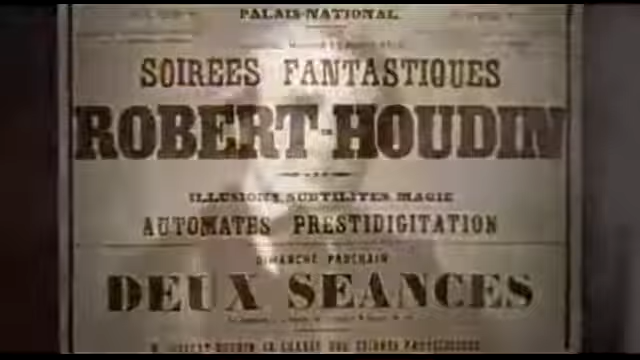 PALAIS-NATIONAL
SOIREES FANTASTIQUES
ROBERT-HOUDIN
ILLUSIONS SUBTILITES MAGIE
AUTOMATES PRESTIDIGITATION
DIMANCHE PROCHAIN
DEUX SEANCES